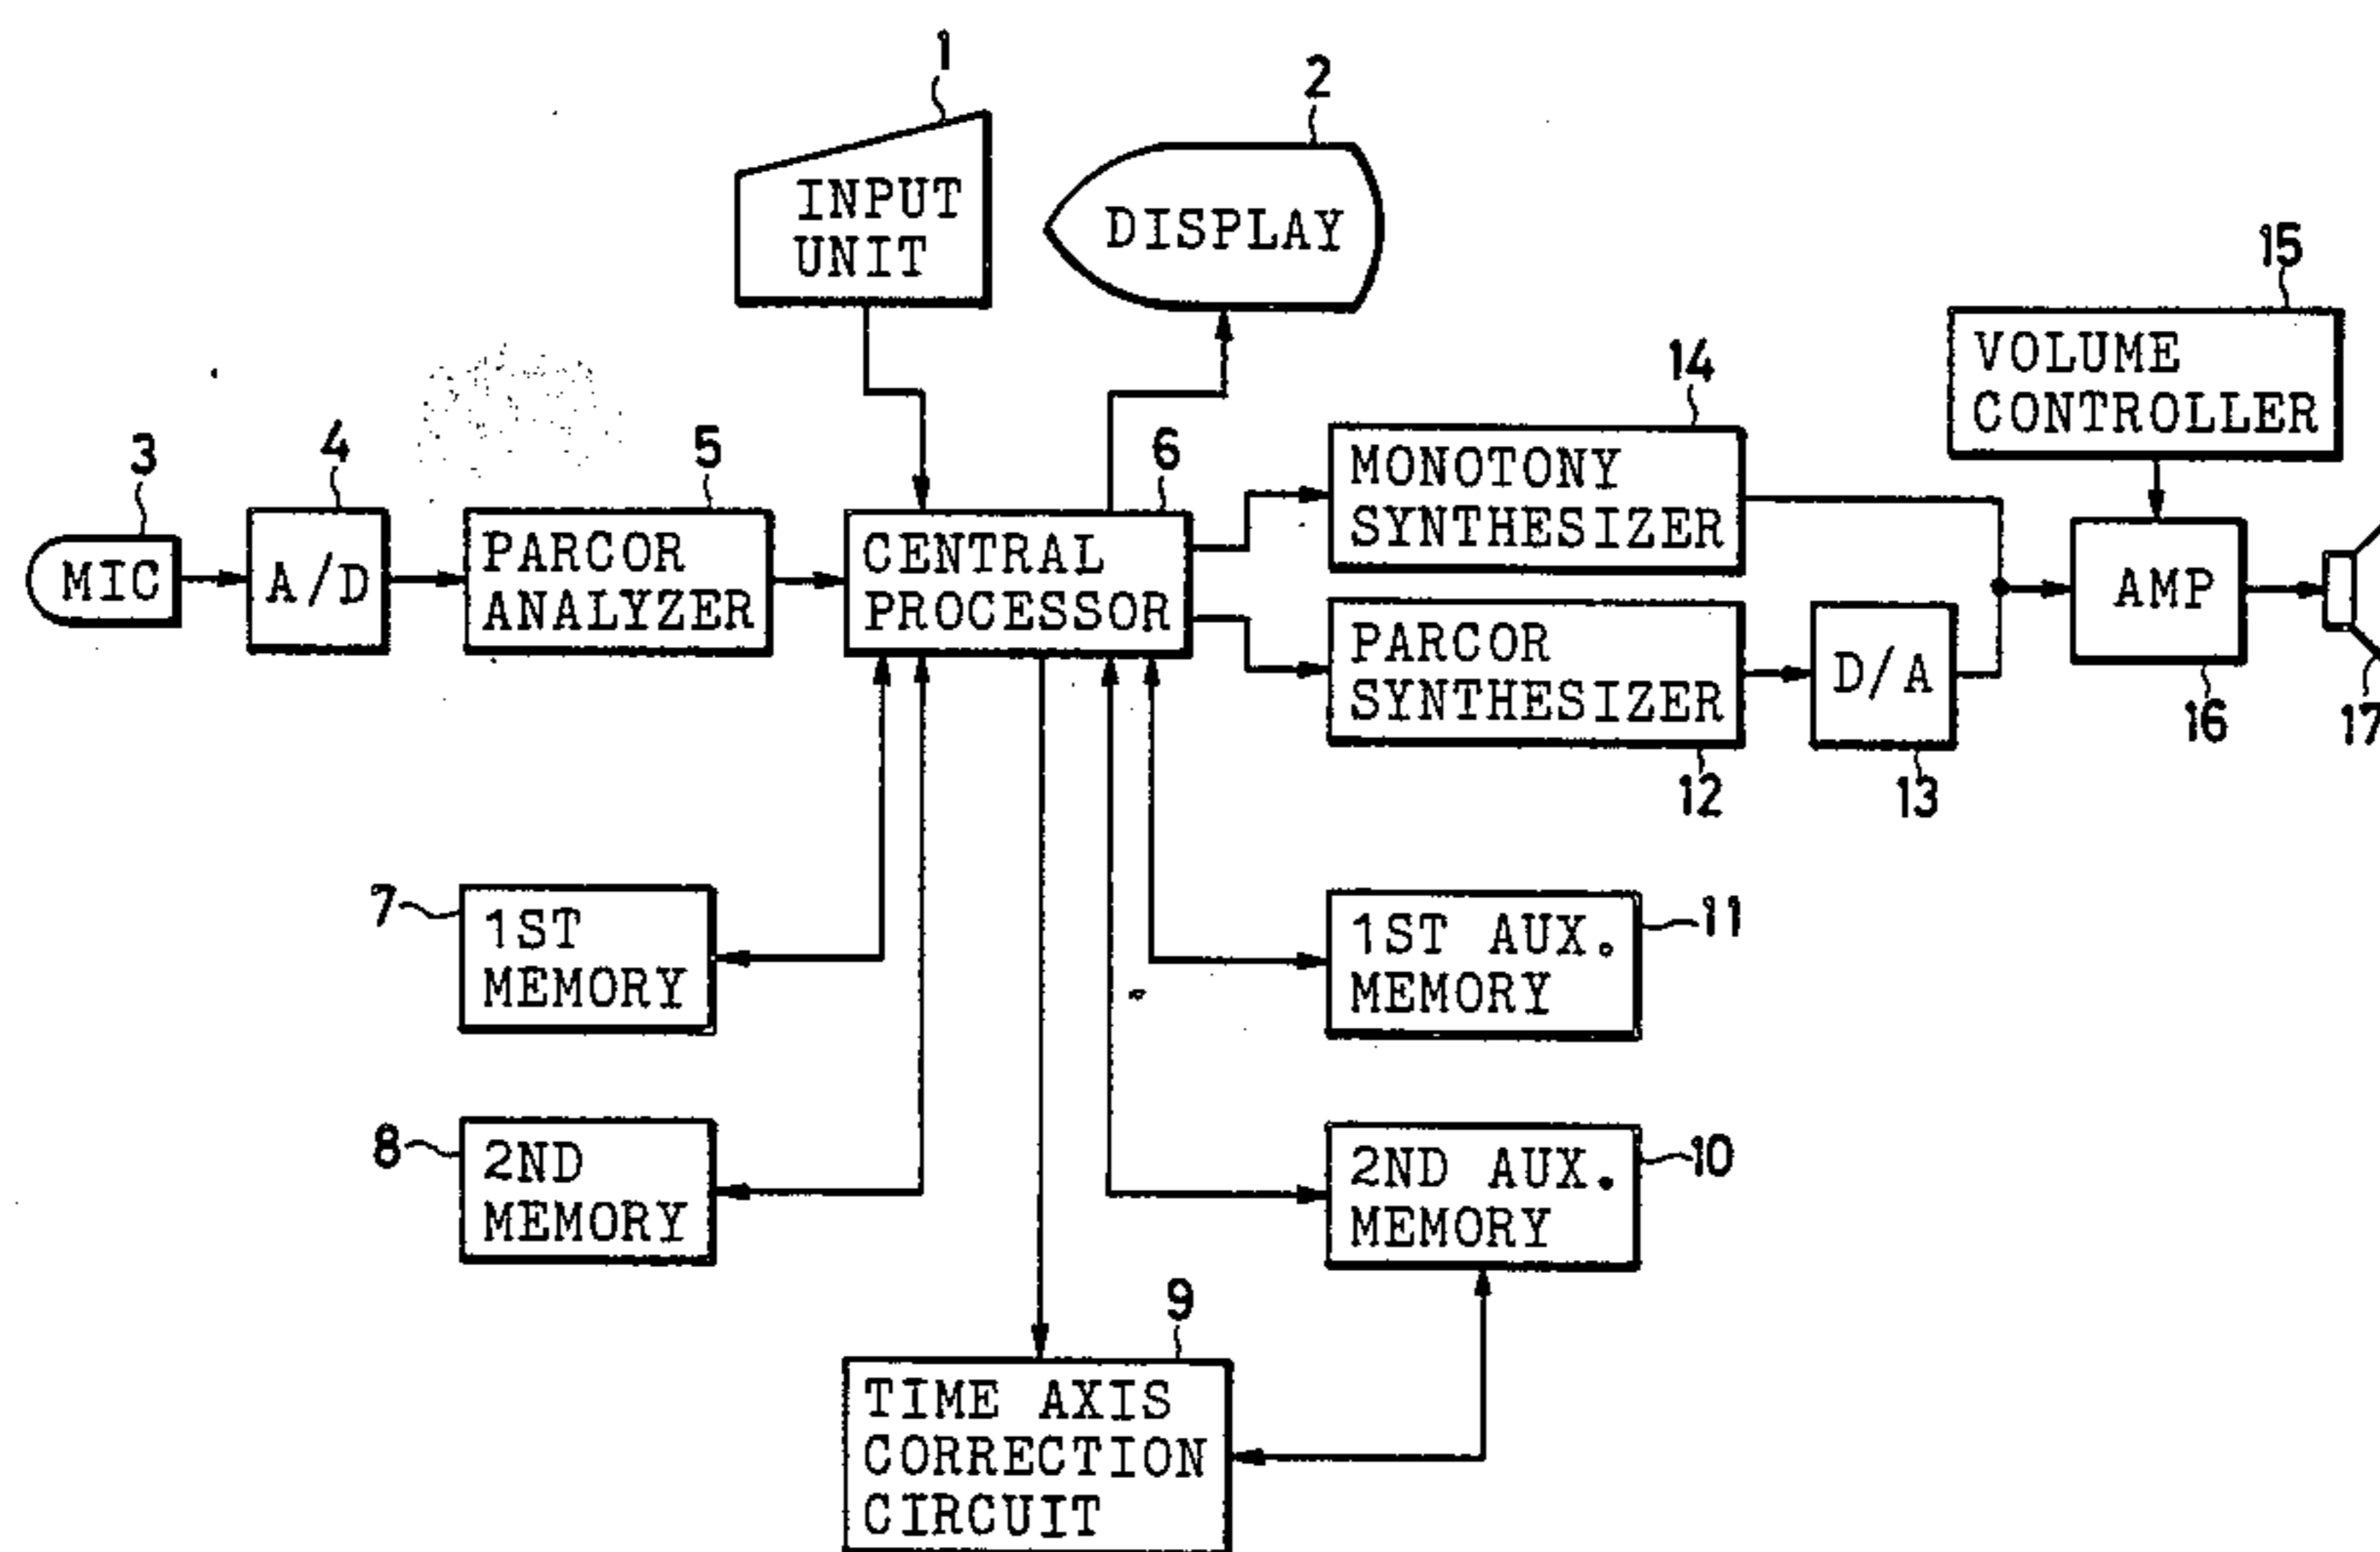 1
2
INPUT
UNIT
DISPLAY
15
VOLUME
CONTROLLER
14
MONOTONY
SYNTHESIZER
3
MIC
4
A/D
5
PARCOR
ANALYZER
6
CENTRAL
PROCESSOR
AMP
16
17
PARCOR
SYNTHESIZER
12
D/A
13
7
1ST
MEMORY
1ST AUX.
MEMORY
11
8
2ND
MEMORY
2ND AUX.
MEMORY
10
9
TIME AXIS
CORRECTION
CIRCUIT